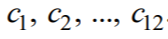 c₁, c₂, ..., c₁₂.